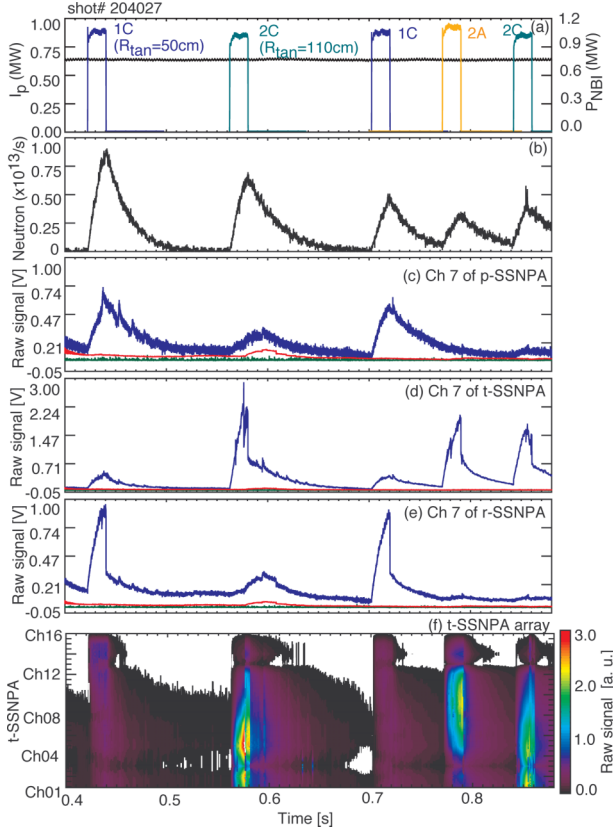 shot# 204027
1.00
0.75
0.50
0.25
0.00
I_p (MW)
1C
(R_tan=50cm)
2C
(R_tan=110cm)
1C
2A
2C
(a)
1.2
0.9
0.6
0.3
0.0
P_NBI (MW)
1.00
0.75
0.50
0.25
0
Neutron (x10^13/s)
(b)
1.00
0.74
0.47
0.21
-0.05
Raw signal [V]
(c) Ch 7 of p-SSNPA
3.00
2.24
1.47
0.71
-0.05
Raw signal [V]
(d) Ch 7 of t-SSNPA
1.00
0.74
0.47
0.21
-0.05
Raw signal [V]
(e) Ch 7 of r-SSNPA
(f) t-SSNPA array
Ch16
Ch12
Ch08
Ch04
Ch01
t-SSNPA
0.4
0.5
0.6
0.7
0.8
Time [s]
3.0
2.0
1.0
0.0
Raw signal [a. u.]